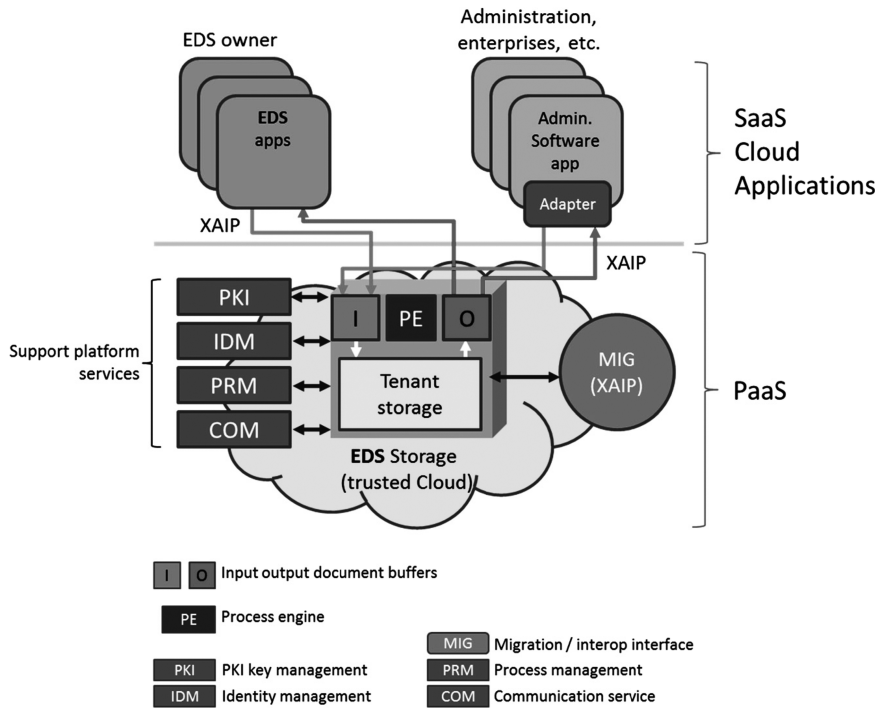 EDS owner
Administration,
enterprises, etc.
EDS
apps
Admin.
Software
app
Adapter
SaaS
Cloud
Applications
XAIP
XAIP
Support platform
services
PKI
IDM
PRM
COM
I
PE
O
Tenant
storage
MIG
(XAIP)
PaaS
EDS Storage
(trusted Cloud)
I O Input output document buffers
PE Process engine
MIG Migration / interop interface
PKI PKI key management
PRM Process management
IDM Identity management
COM Communication service